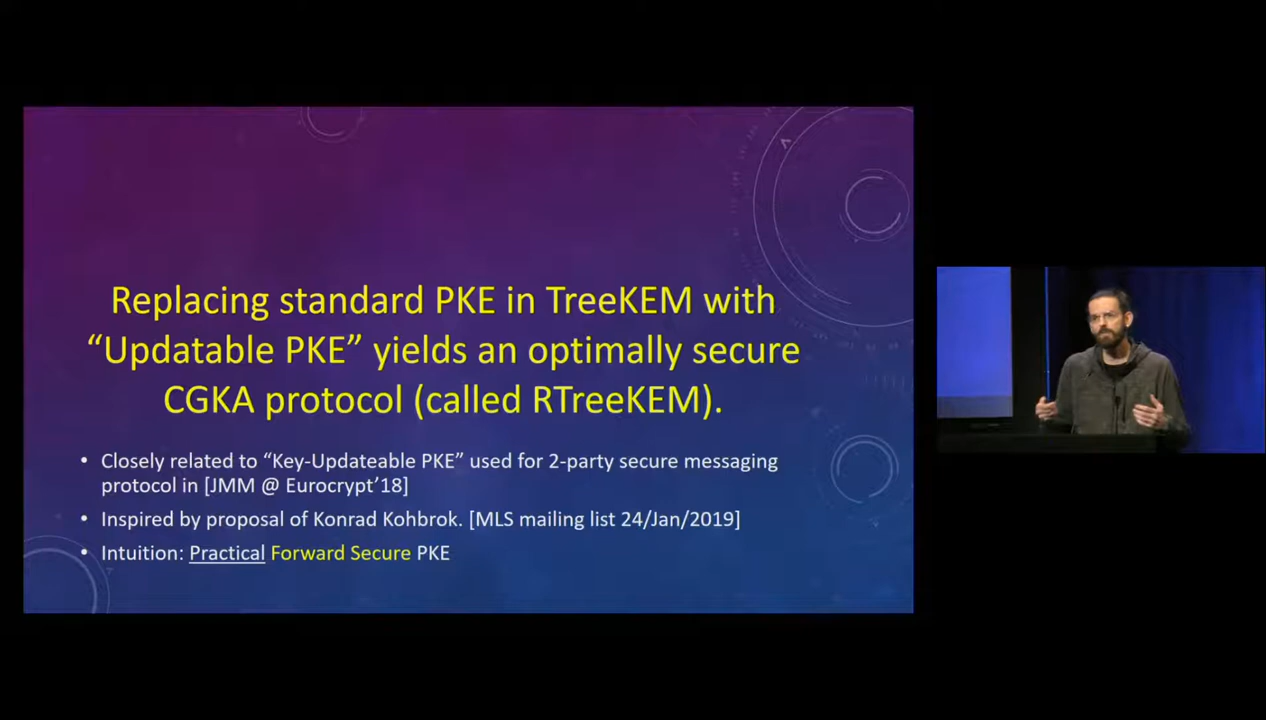 Replacing standard PKE in TreeKEM with
“Updatable PKE” yields an optimally secure
CGKA protocol (called RTreeKEM).
• Closely related to “Key-Updateable PKE” used for 2-party secure messaging
protocol in [JMM @ Eurocrypt’18]
• Inspired by proposal of Konrad Kohbrok. [MLS mailing list 24/Jan/2019]
• Intuition: Practical Forward Secure PKE